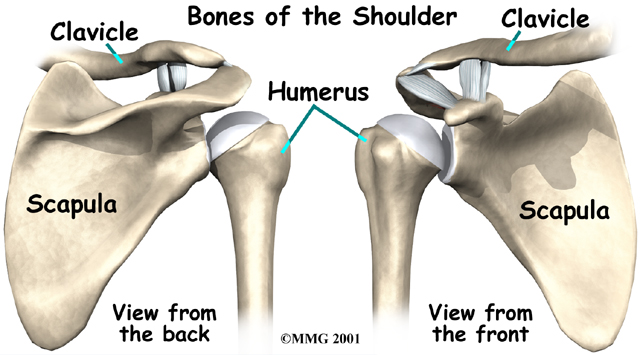 Bones of the Shoulder
Clavicle
Clavicle
Humerus
Scapula
Scapula
View from
the back
View from
the front
©MMG 2001